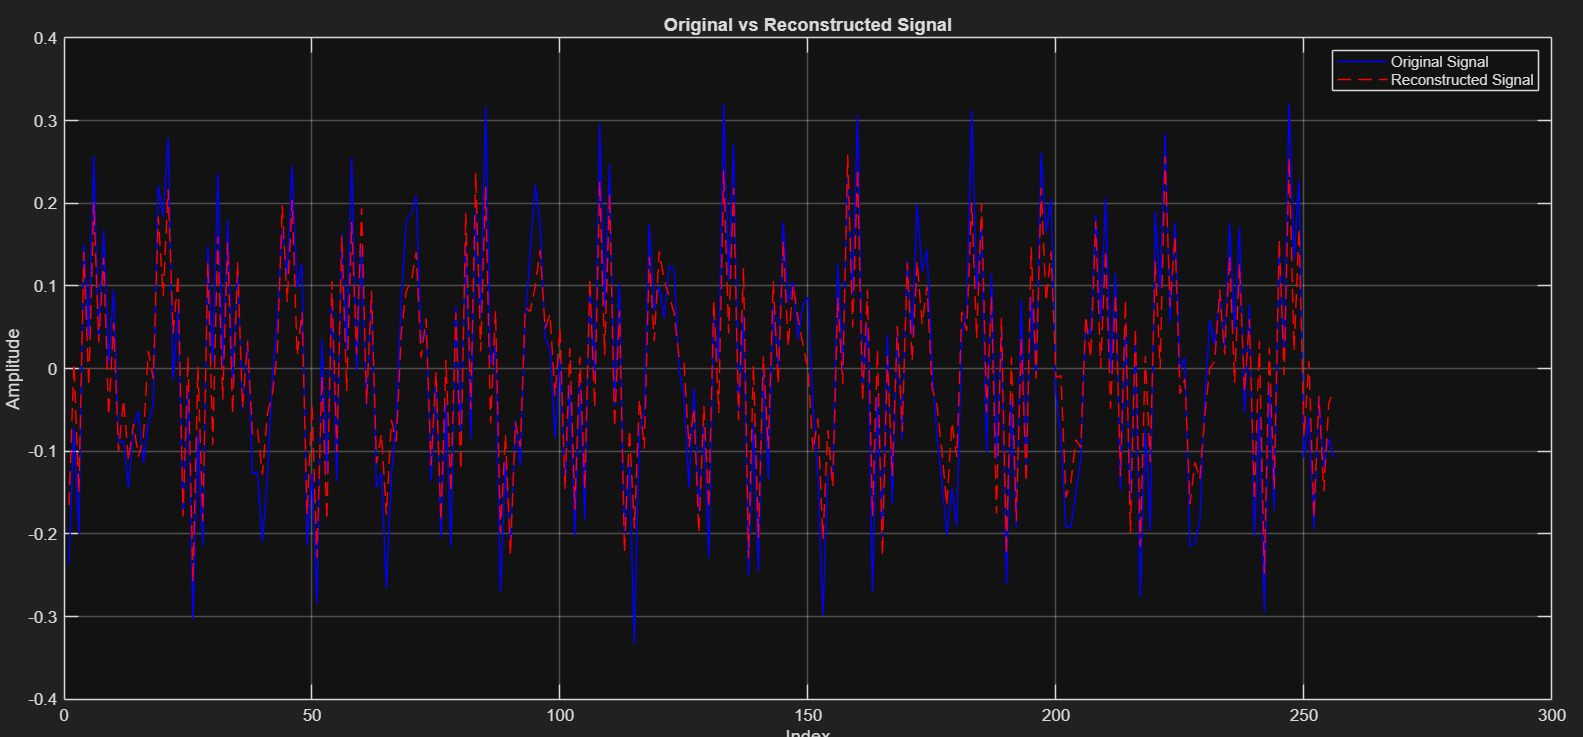 Original vs Reconstructed Signal
0.4
0.3
0.2
0.1
0
-0.1
-0.2
-0.3
-0.4
Amplitude
Original Signal
Reconstructed Signal
0 50 100 150 200 250 300
Index